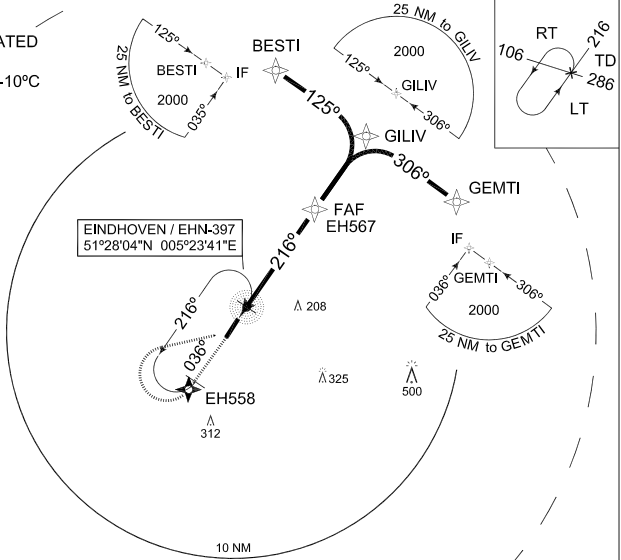 ATED
-10ºC
125º
BESTI
IF
2000
035º
25 NM to BESTI
BESTI
125º
25 NM to GILIV
2000
125º
GILIV
306º
RT
216
106
TD
286
LT
GILIV
306º
GEMTI
FAF
EH567
EINDHOVEN / EHN-397
51º28'04"N 005º23'41"E
216º
IF
036º
GEMTI
306º
2000
25 NM to GEMTI
216º
036º
208
325
500
EH558
312
10 NM